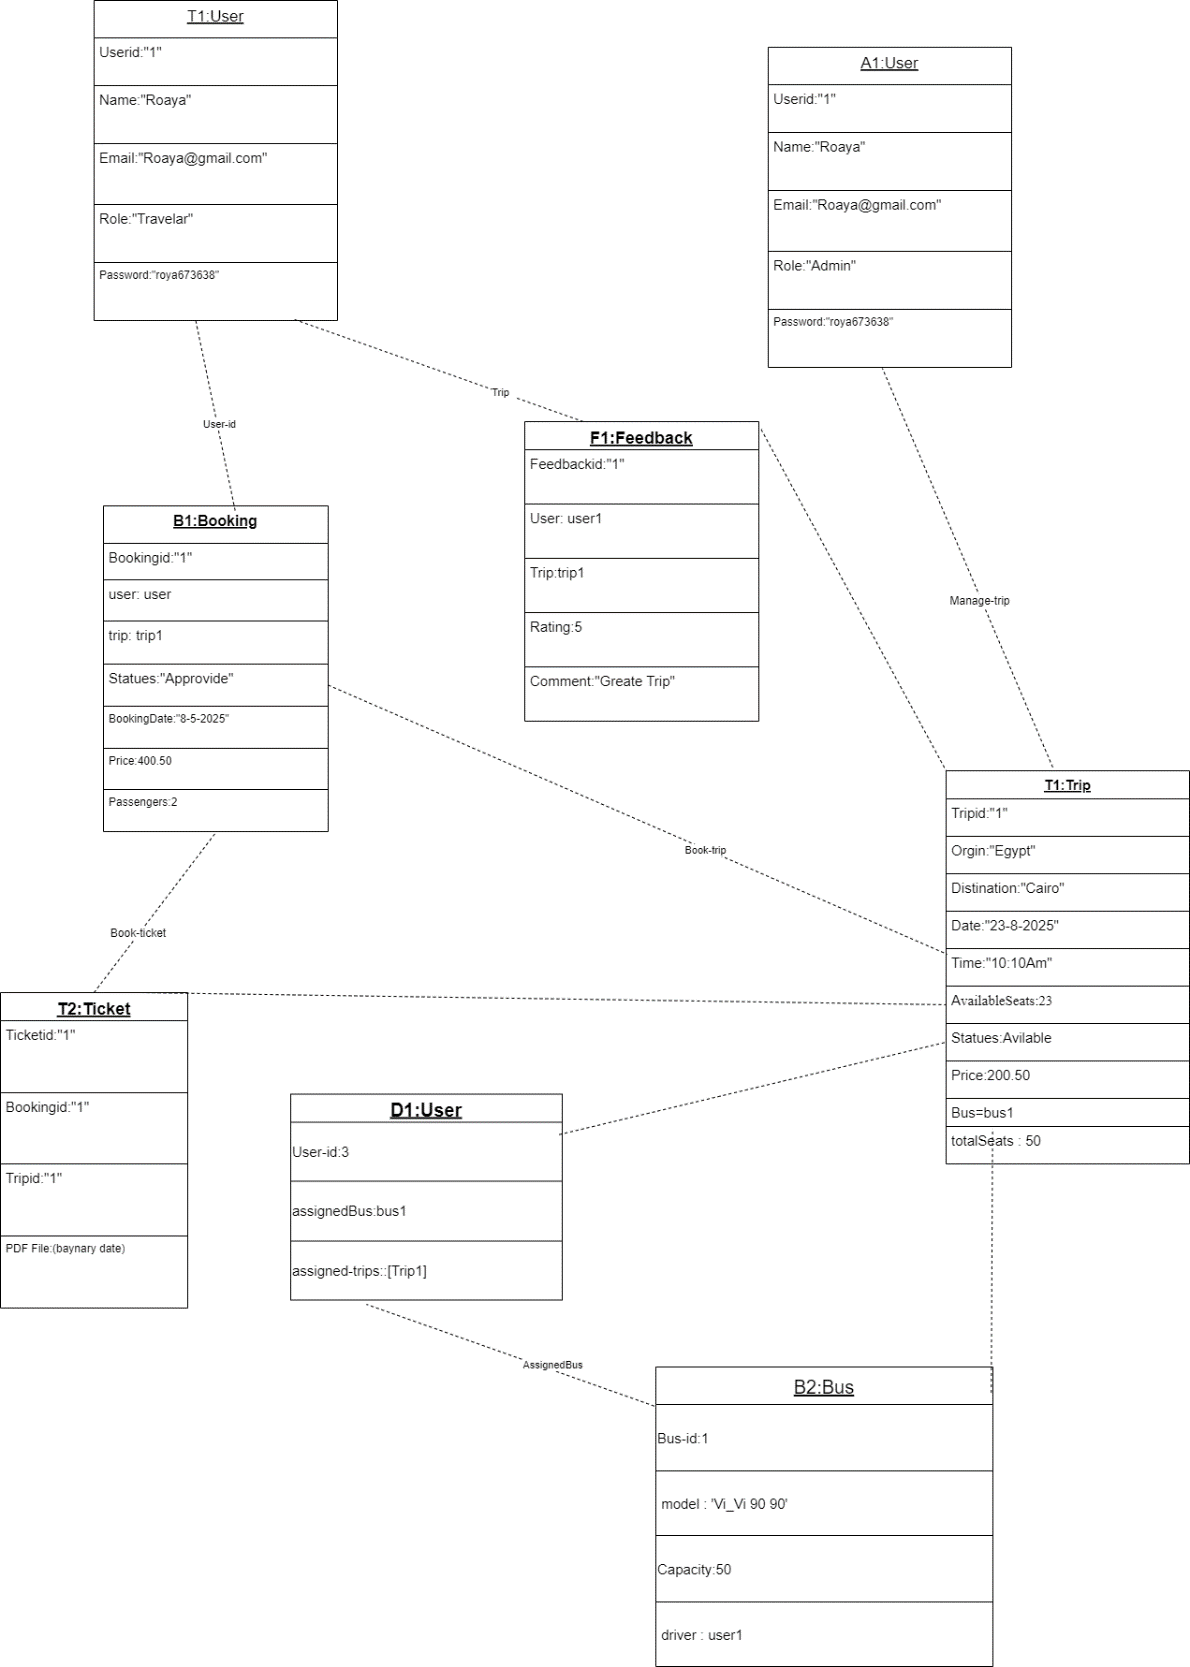 T1:User
Userid:"1"
Name:"Roaya"
Email:"Roaya@gmail.com"
Role:"Travelar"
Password:"roya673638"
A1:User
Userid:"1"
Name:"Roaya"
Email:"Roaya@gmail.com"
Role:"Admin"
Password:"roya673638"
Trip
User-id
F1:Feedback
Feedbackid:"1"
User: user1
Trip:trip1
Rating:5
Comment:"Greate Trip"
B1:Booking
Bookingid:"1"
user: user
trip: trip1
Statues:"Approvide"
BookingDate:"8-5-2025"
Price:400.50
Passengers:2
Manage-trip
Book-trip
T1:Trip
Tripid:"1"
Orgin:"Egypt"
Distination:"Cairo"
Date:"23-8-2025"
Time:"10:10Am"
AvailableSeats:23
Statues:Avilable
Price:200.50
Bus=bus1
totalSeats : 50
Book-ticket
T2:Ticket
Ticketid:"1"
Bookingid:"1"
Tripid:"1"
PDF File:(baynary date)
D1:User
User-id:3
assignedBus:bus1
assigned-trips::[Trip1]
AssignedBus
B2:Bus
Bus-id:1
model : 'Vi_Vi 90 90'
Capacity:50
driver : user1